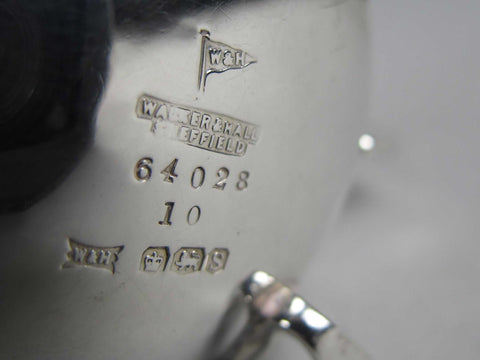 W&H
WALKER & HALL
SHEFFIELD
64028
10
W&H S